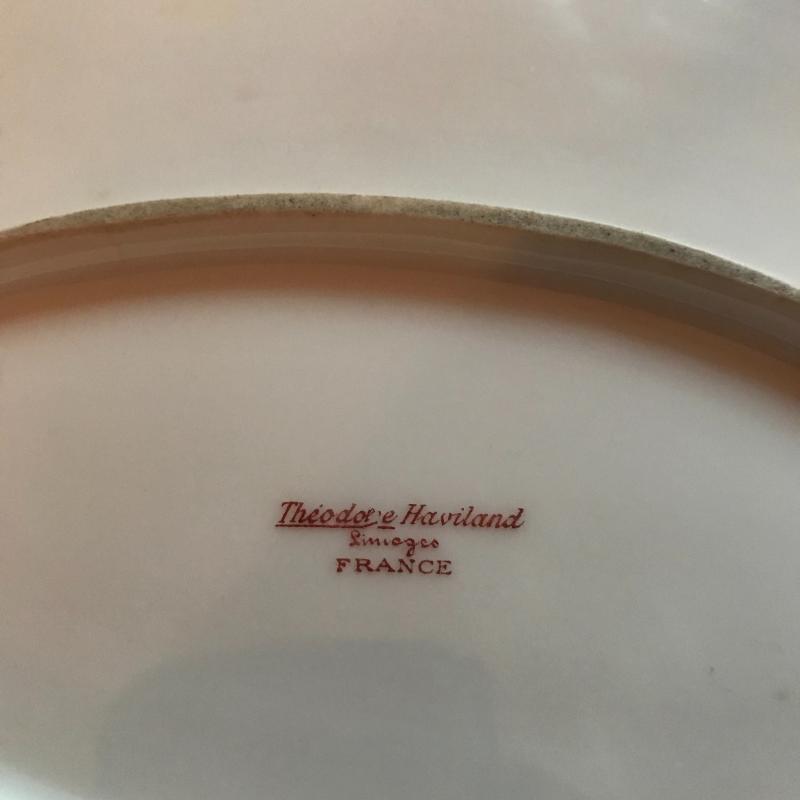 Théodore Haviland
Limoges
FRANCE